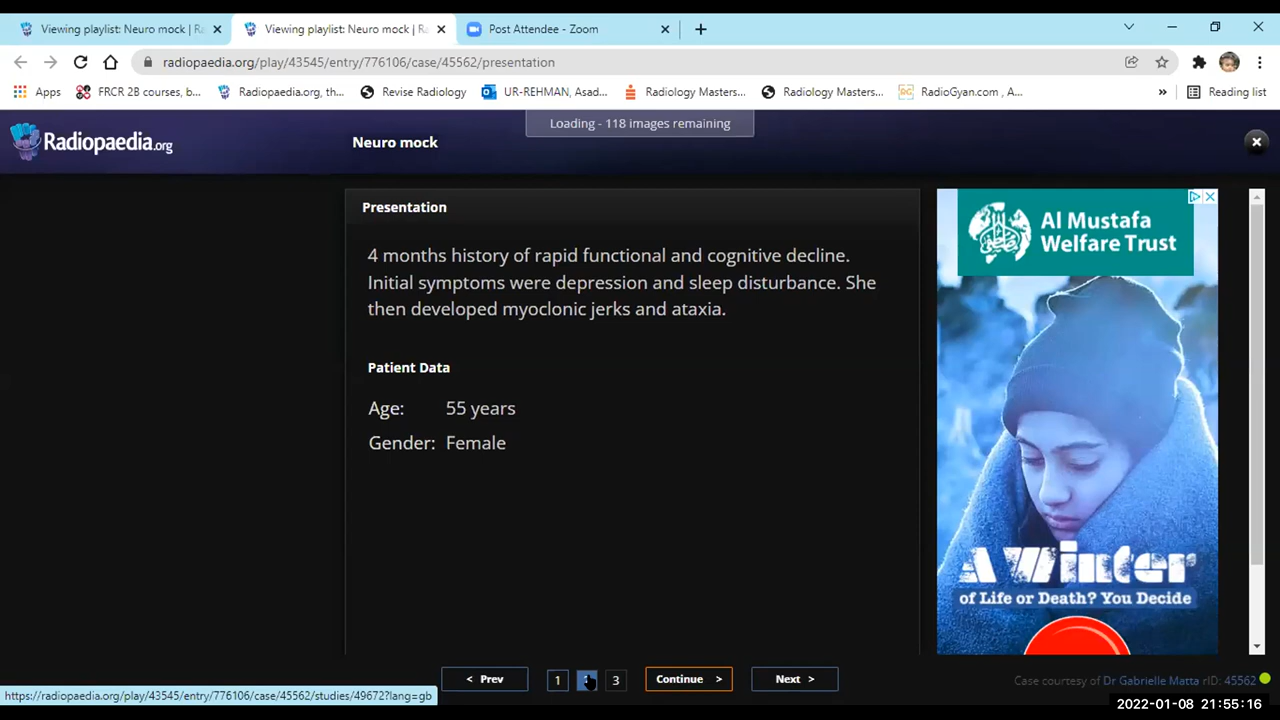 Viewing playlist: Neuro mock | Ra
Viewing playlist: Neuro mock | Ra
Post Attendee - Zoom
radiopaedia.org/play/43545/entry/776106/case/45562/presentation
Apps
FRCR 2B courses, b...
Radiopaedia.org, th...
Revise Radiology
UR-REHMAN, Asad...
Radiology Masters...
Radiology Masters...
RadioGyan.com , A...
»
Reading list
Loading - 118 images remaining
Radiopaedia.org
Neuro mock
Presentation
4 months history of rapid functional and cognitive decline.
Initial symptoms were depression and sleep disturbance. She
then developed myoclonic jerks and ataxia.
Patient Data
Age: 55 years
Gender: Female
Al Mustafa
Welfare Trust
A Winter
of Life or Death? You Decide
< Prev
1
3
Continue >
Next >
Case courtesy of Dr Gabrielle Matta rID: 45562
https://radiopaedia.org/play/43545/entry/776106/case/45562/studies/49672?lang=gb
2022-01-08 21:55:16